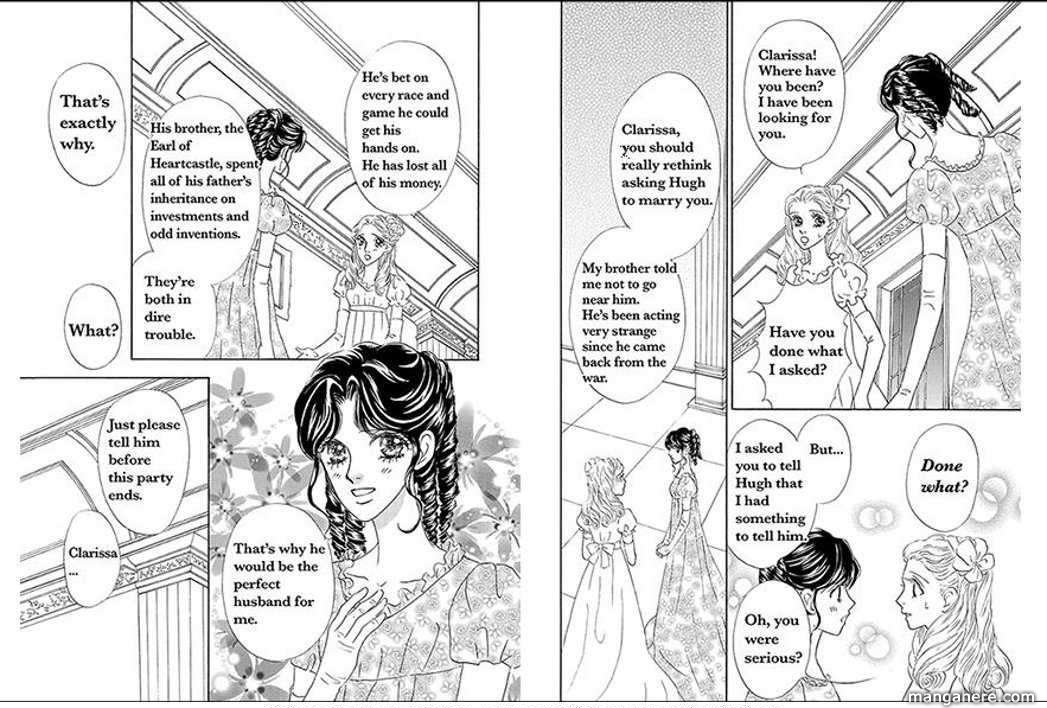 Clarissa!
Where have
you been?
I have been
looking for
you.
Have you
done what
I asked?
Done
what?
But...
I asked
you to tell
Hugh that
I had
something
to tell him.
Oh, you
were
serious?
Clarissa,
you should
really rethink
asking Hugh
to marry you.
My brother told
me not to go
near him.
He's been acting
very strange
since he came
back from the
war.
He's bet on
every race and
game he could
get his
hands on.
He has lost all
of his money.
His brother, the
Earl of
Heartcastle, spent
all of his father's
inheritance on
investments and
odd inventions.
They're
both in
dire
trouble.
That's
exactly
why.
What?
That's why he
would be the
perfect
husband for
me.
Just please
tell him
before
this party
ends.
Clarissa
...
mangahere.com